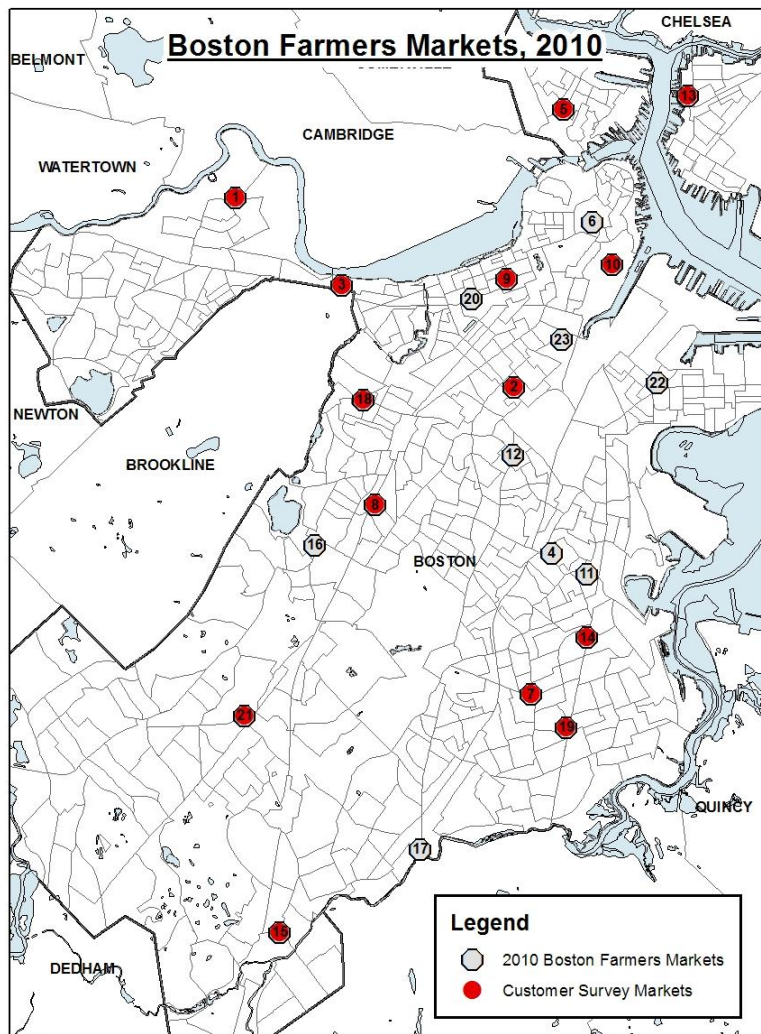 CHELSEA
Boston Farmers Markets, 2010
BELMONT
13
5
CAMBRIDGE
WATERTOWN
1
6
10
9
3
20
23
22
2
18
NEWTON
12
BROOKLINE
8
16
4
BOSTON
11
14
7
21
19
QUINCY
17
Legend
15
2010 Boston Farmers Markets
DEDHAM
Customer Survey Markets